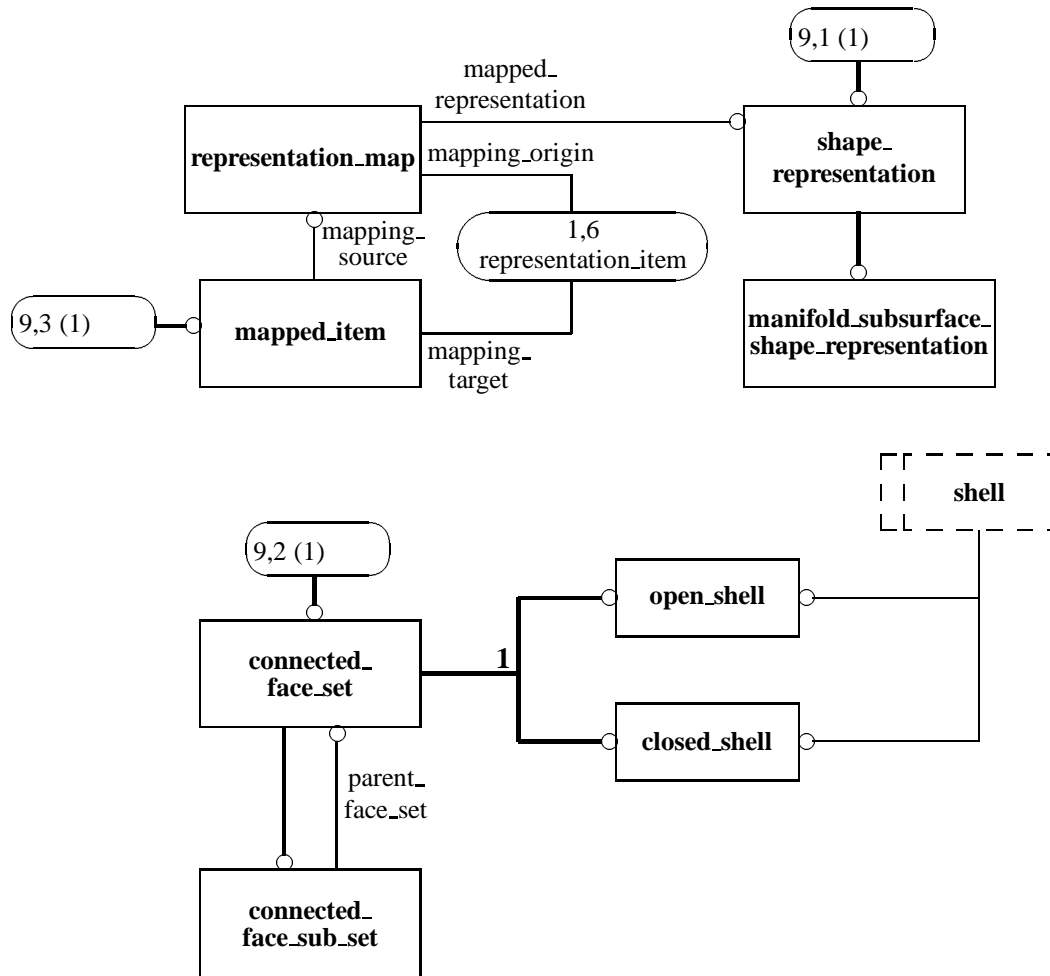 9,1 (1)
mapped_
representation
representation_map
mapping_origin
shape_
representation
mapping_
source
1,6
representation_item
9,3 (1)
mapped_item
mapping_
target
manifold_subsurface_
shape_representation
shell
9,2 (1)
open_shell
connected_
face_set
1
closed_shell
parent_
face_set
connected_
face_sub_set